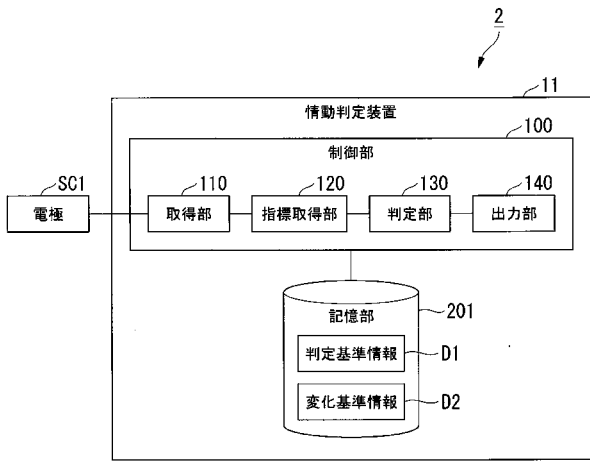 2
11
情動判定装置
100
制御部
SC1
110
120
130
140
電極
取得部
指標取得部
判定部
出力部
記憶部
201
判定基準情報
D1
変化基準情報
D2